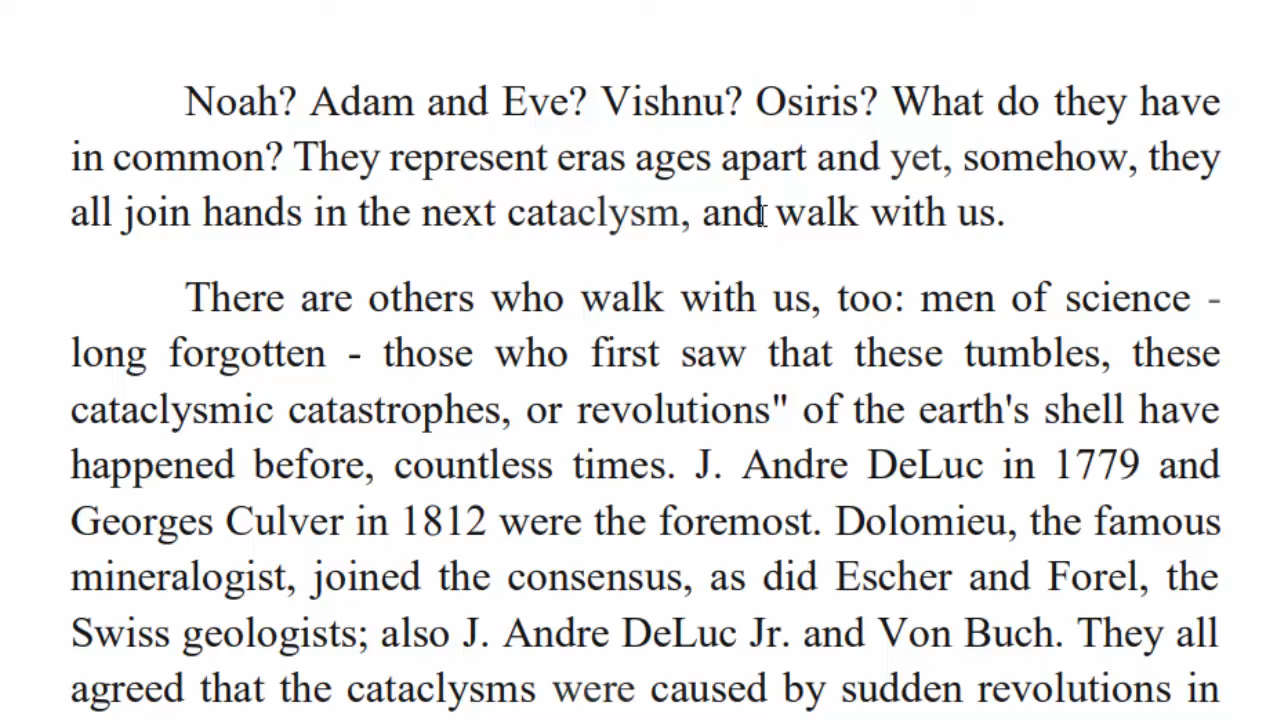 Noah? Adam and Eve? Vishnu? Osiris? What do they have
in common? They represent eras ages apart and yet, somehow, they
all join hands in the next cataclysm, and walk with us.
There are others who walk with us, too: men of science -
long forgotten - those who first saw that these tumbles, these
cataclysmic catastrophes, or revolutions" of the earth's shell have
happened before, countless times. J. Andre DeLuc in 1779 and
Georges Culver in 1812 were the foremost. Dolomieu, the famous
mineralogist, joined the consensus, as did Escher and Forel, the
Swiss geologists; also J. Andre DeLuc Jr. and Von Buch. They all
agreed that the cataclysms were caused by sudden revolutions in